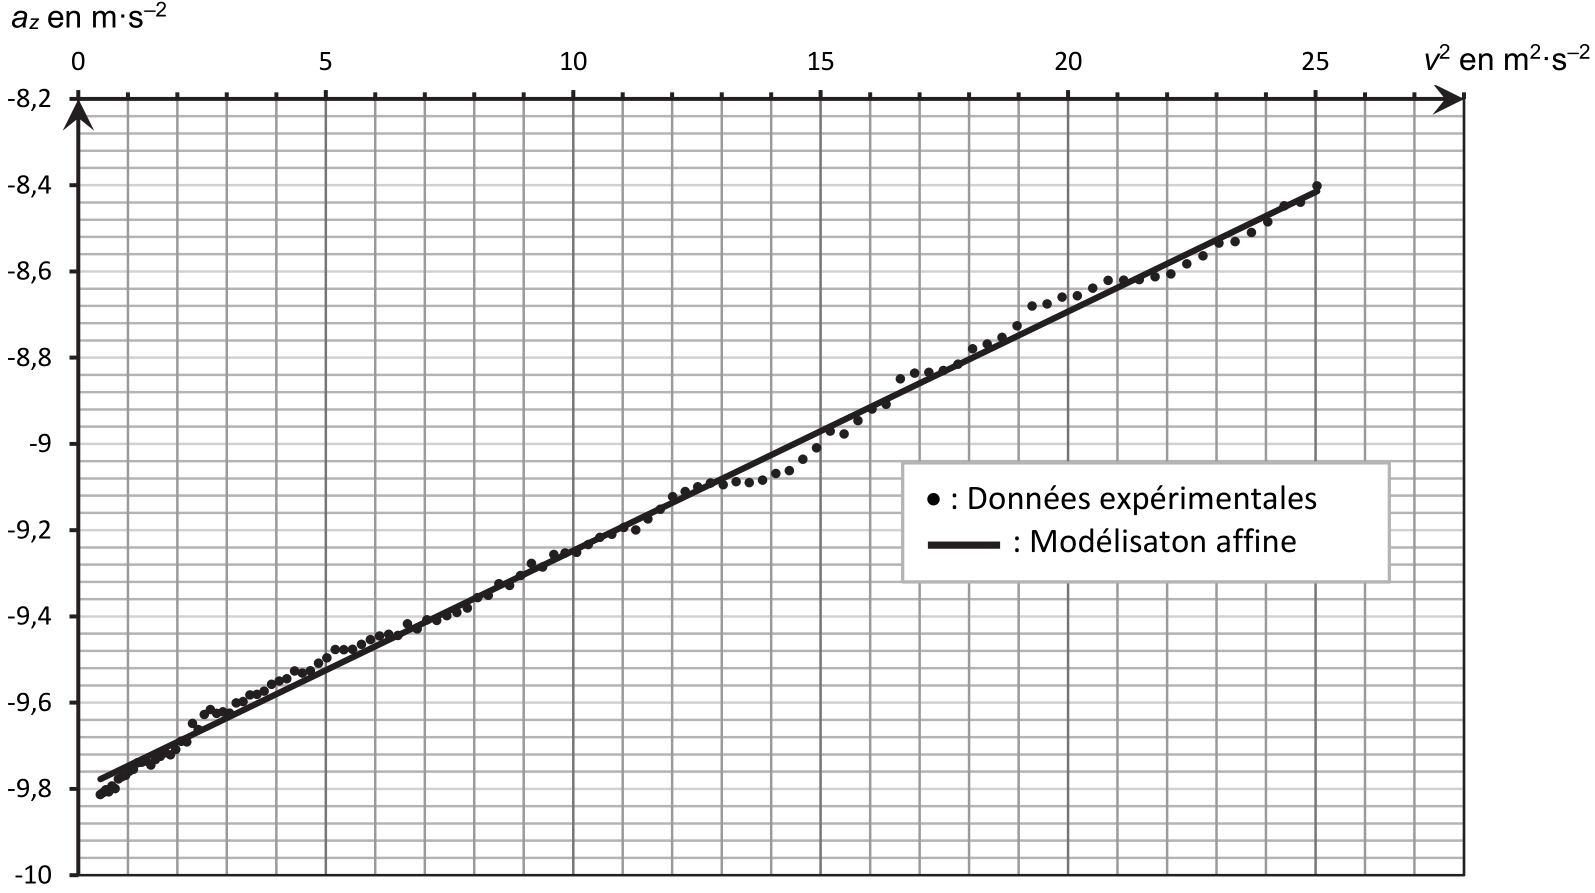 a_z en m·s⁻²
0 5 10 15 20 25 v² en m²·s⁻²
-8,2
-8,4
-8,6
-8,8
-9
-9,2
-9,4
-9,6
-9,8
-10
• : Données expérimentales
: Modélisaton affine